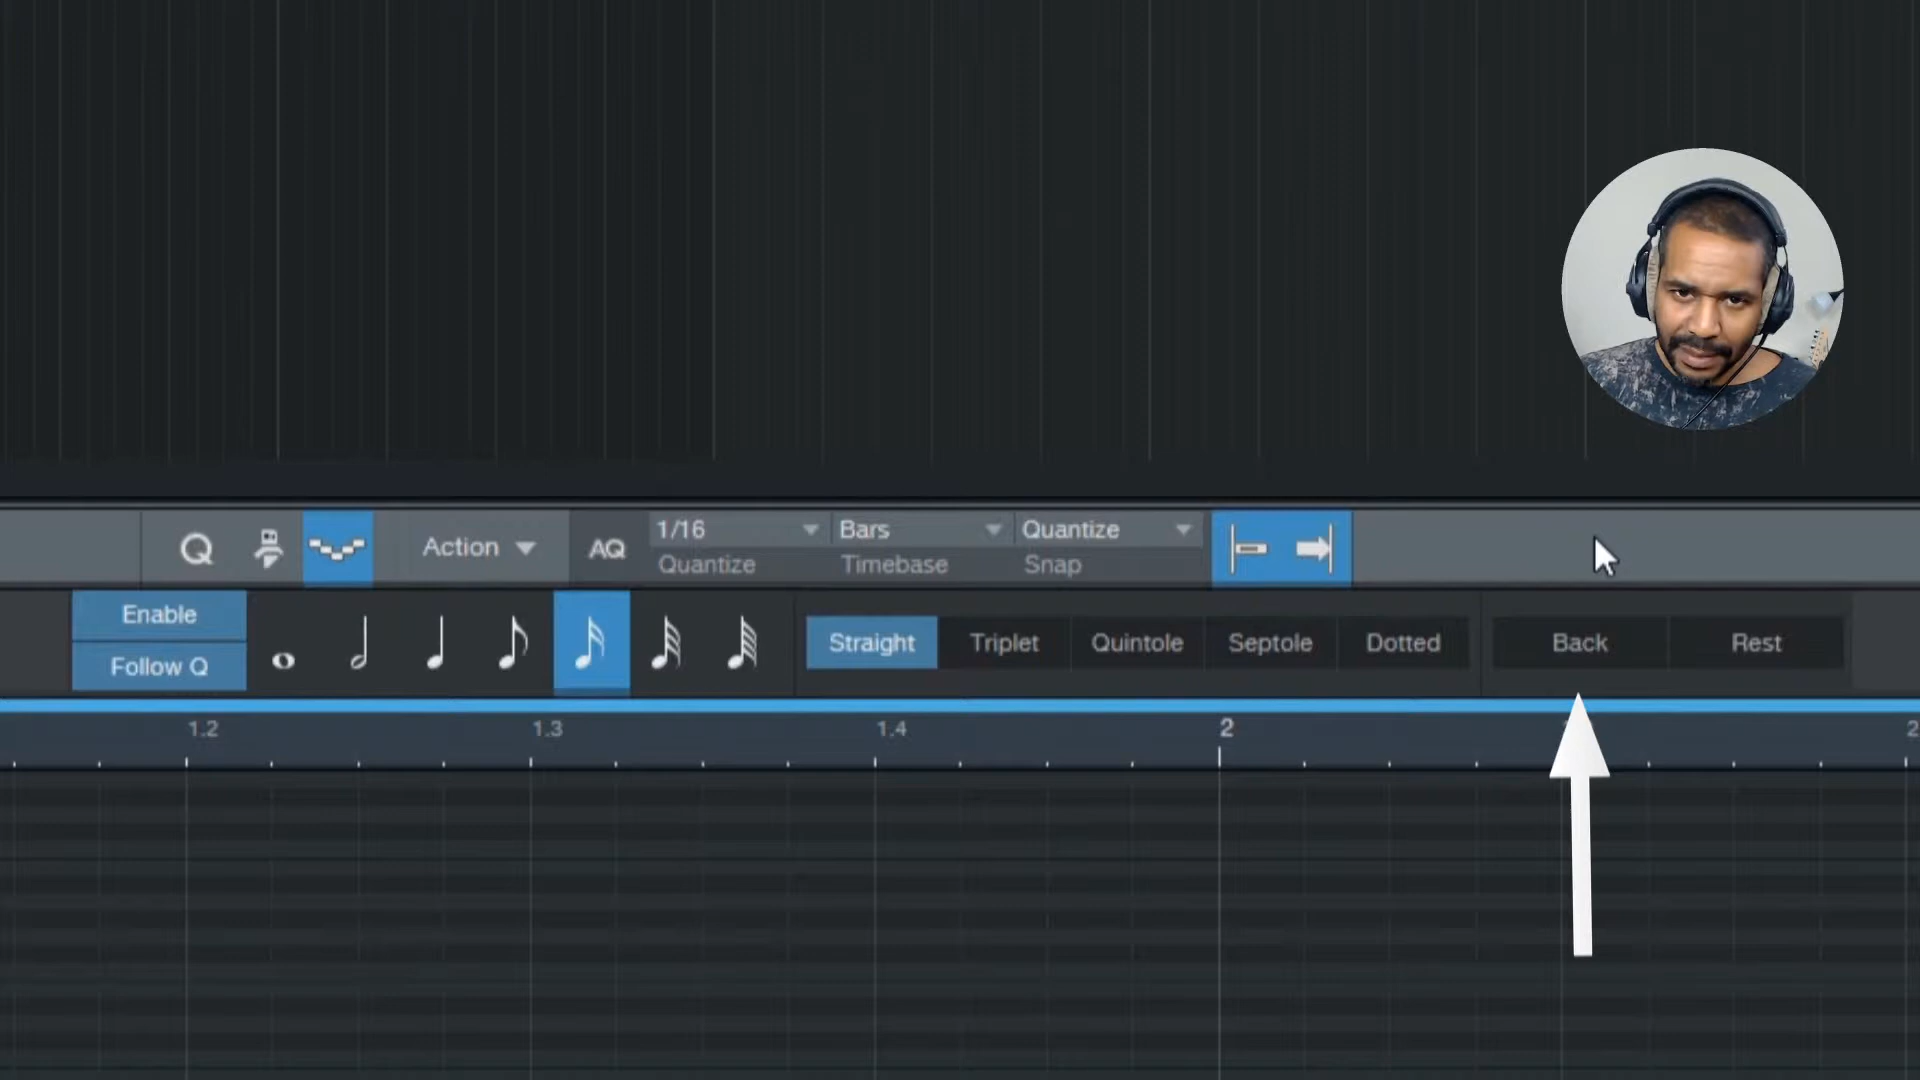 Q
Action
AQ
1/16
Quantize
Bars
Timebase
Quantize
Snap
Enable
Follow Q
Straight
Triplet
Quintole
Septole
Dotted
Back
Rest
1.2
1.3
1.4
2